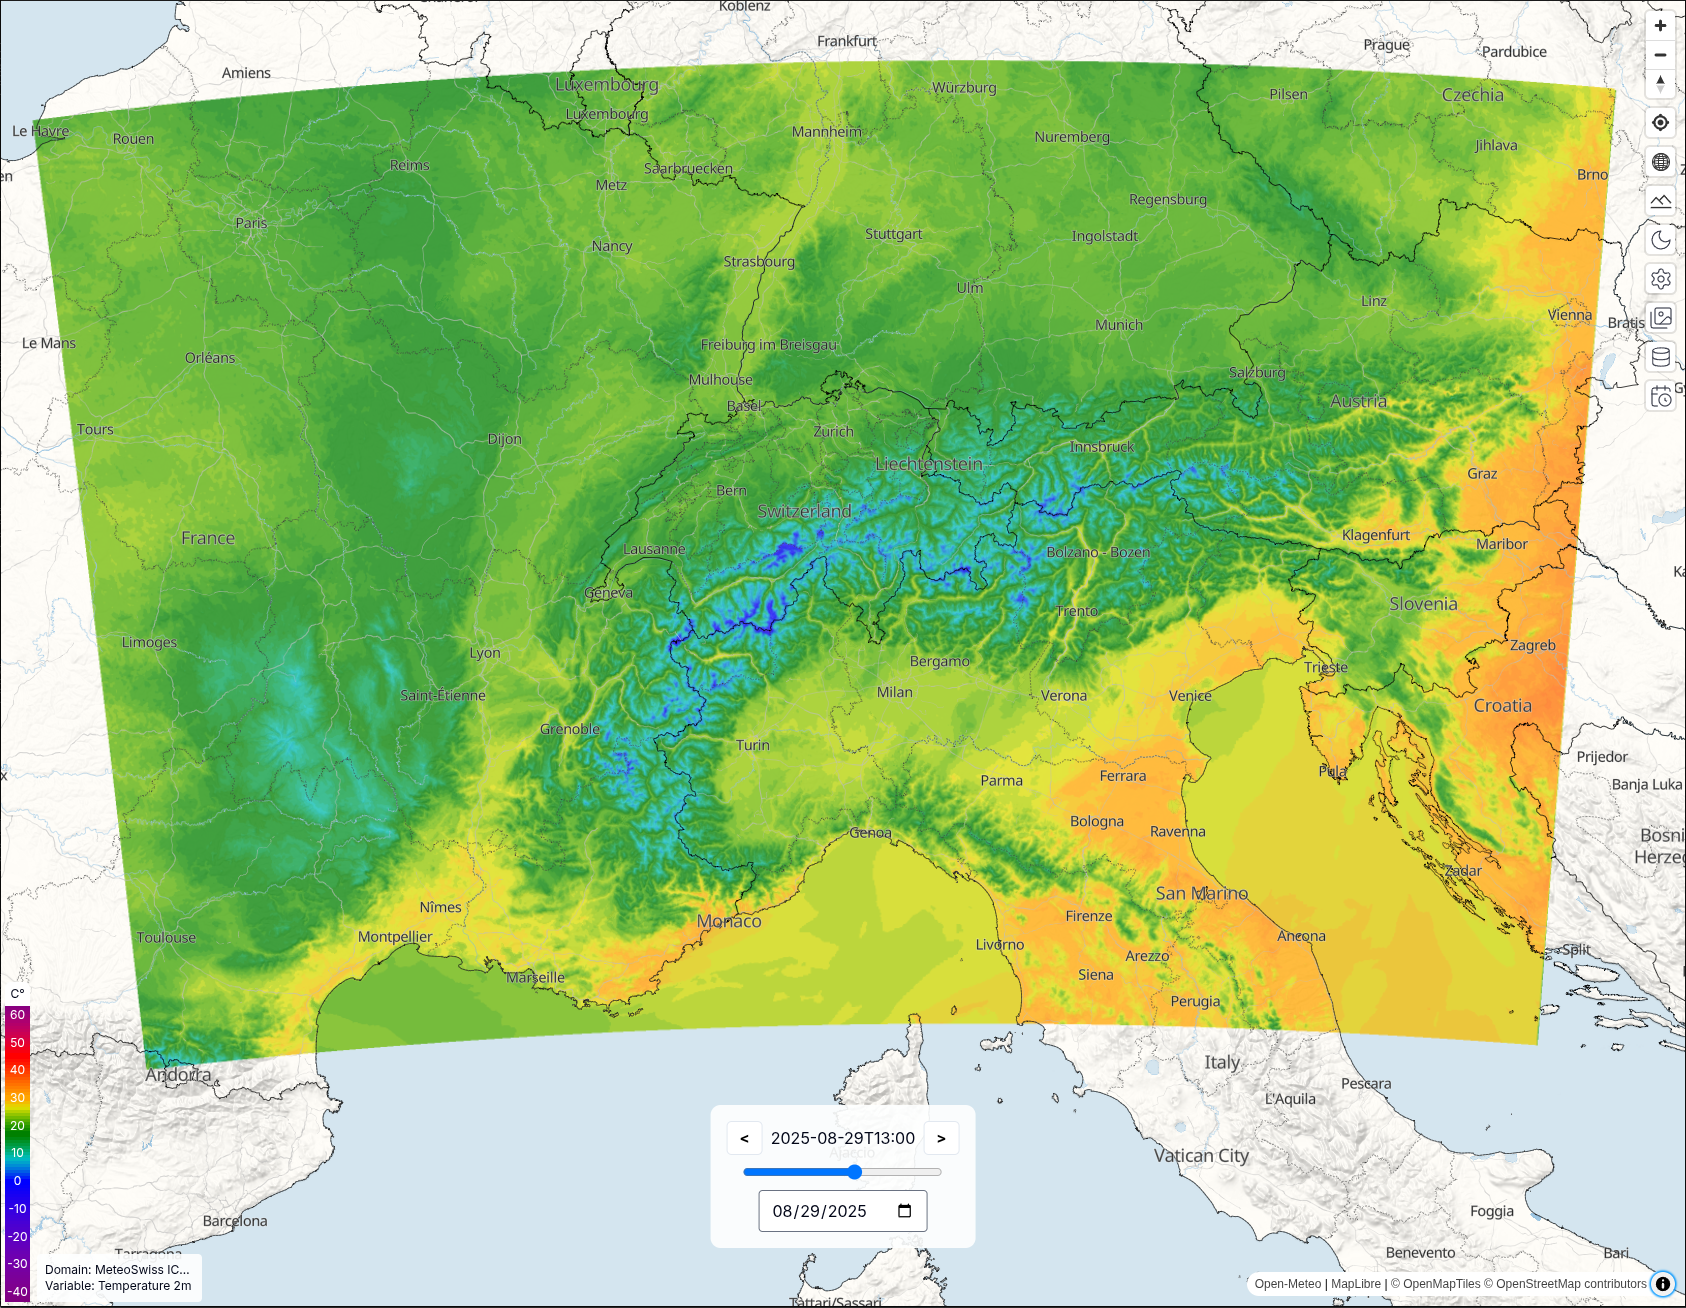 Koblenz
Frankfurt
Prague
Pardubice
Amiens
Luxembourg
Würzburg
Pilsen
Czechia
Luxembourg
Le Havre
Rouen
Mannheim
Nuremberg
Jihlava
Reims
Saarbruecken
Metz
Brno
Regensburg
Paris
Nancy
Stuttgart
Ingolstadt
Strasbourg
Ulm
Linz
Munich
Vienna
Bratis
Le Mans
Orléans
Freiburg im Breisgau
Mulhouse
Salzburg
Basel
Austria
Tours
Dijon
Zürich
Innsbruck
Liechtenstein
Graz
Bern
Switzerland
France
Lausanne
Bolzano - Bozen
Klagenfurt
Maribor
Geneva
Trento
Slovenia
Limoges
Lyon
Bergamo
Zagreb
Trieste
Saint-Étienne
Milan
Verona
Venice
Croatia
Grenoble
Turin
Parma
Ferrara
Pula
Prijedor
Banja Luka
Genoa
Bologna
Ravenna
Bosni
Herzeg
Zadar
Nîmes
Monaco
San Marino
Firenze
Toulouse
Montpellier
Livorno
Ancona
Split
Marseille
Arezzo
Siena
Perugia
Andorra
Italy
Pescara
L'Aquila
Vatican City
Ajaccio
Barcelona
Foggia
Tarragona
Benevento
Bari
Tattari/Sassari
C°
60
50
40
30
20
10
0
-10
-20
-30
-40
< 2025-08-29T13:00 >
08/29/2025
Domain: MeteoSwiss IC...
Variable: Temperature 2m
Open-Meteo | MapLibre | © OpenMapTiles © OpenStreetMap contributors